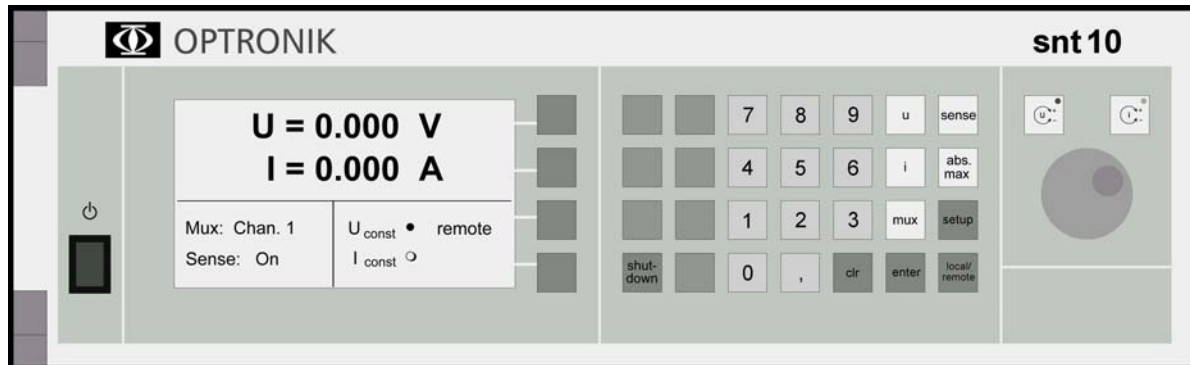 OPTRONIK
snt 10
U = 0.000 V
I = 0.000 A
Mux: Chan. 1
Sense: On
U const ● remote
I const ○
7 8 9 u sense
4 5 6 i abs. max
1 2 3 mux setup
shut-
down
0 , clr enter local/
remote
u i